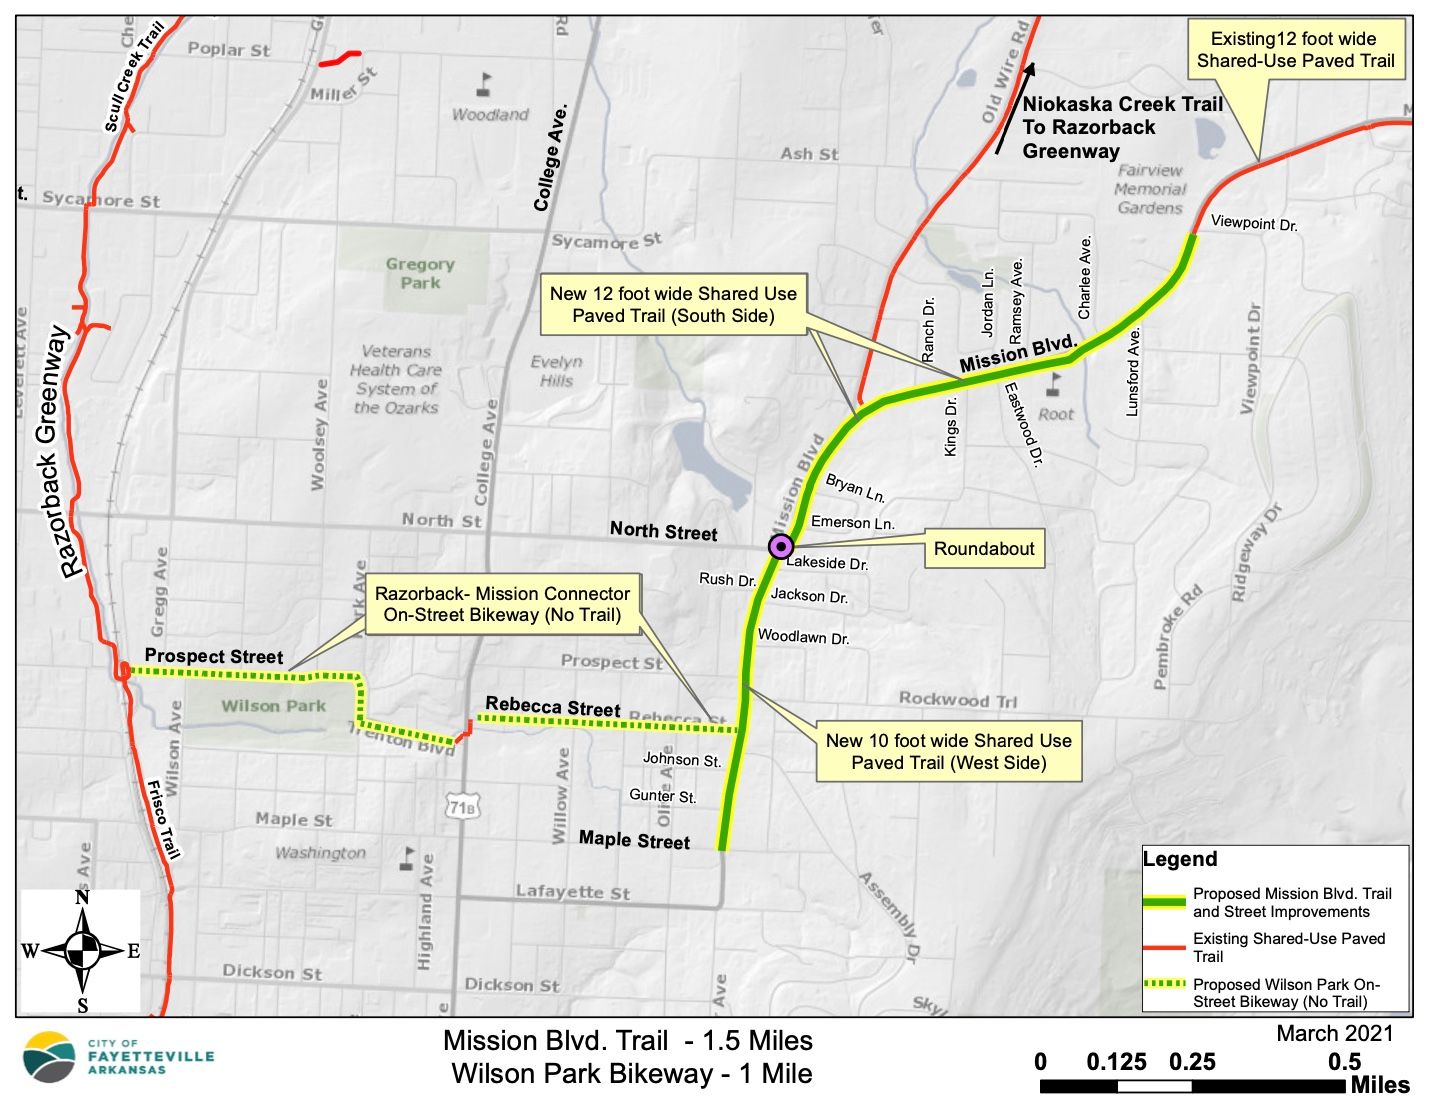 Existing12 foot wide
Shared-Use Paved Trail
Scull Creek Trail
Poplar St
Miller St
Woodland
College Ave.
Old Wire Rd
Niokaska Creek Trail
To Razorback
Greenway
Ash St
Fairview
Memorial
Gardens
t.
Sycamore St
Sycamore St
Viewpoint Dr.
Gregory
Park
New 12 foot wide Shared Use
Paved Trail (South Side)
Ranch Dr.
Jordan Ln.
Ramsey Ave.
Charlee Ave.
Mission Blvd.
Lunsford Ave.
Viewpoint Dr
Razorback Greenway
Veterans
Health Care
System of
the Ozarks
Evelyn
Hills
Woolsey Ave
College Ave
Kings Dr.
Eastwood Dr.
Root
Mission Blvd
Bryan Ln.
Emerson Ln.
North St
North Street
Roundabout
Lakeside Dr.
Rush Dr.
Jackson Dr.
Woodlawn Dr.
Ridgeway Dr
Pembroke Rd
Gregg Ave
Razorback- Mission Connector
On-Street Bikeway (No Trail)
Prospect Street
Prospect St
Rockwood Trl
Wilson Park
Rebecca Street
Rebecca St
Trenton Blvd
Wilson Ave
New 10 foot wide Shared Use
Paved Trail (West Side)
Johnson St.
Gunter St.
Willow Ave
Olive Ave
Frisco Trail
71B
Maple St
Maple Street
Washington
Highland Ave
Lafayette St
Assembly Dr
Dickson St
Dickson St
Ave
N
W
E
S
Legend
Proposed Mission Blvd. Trail
and Street Improvements
Existing Shared-Use Paved
Trail
Proposed Wilson Park On-
Street Bikeway (No Trail)
CITY OF
FAYETTEVILLE
ARKANSAS
Mission Blvd. Trail - 1.5 Miles
Wilson Park Bikeway - 1 Mile
March 2021
0 0.125 0.25 0.5
Miles